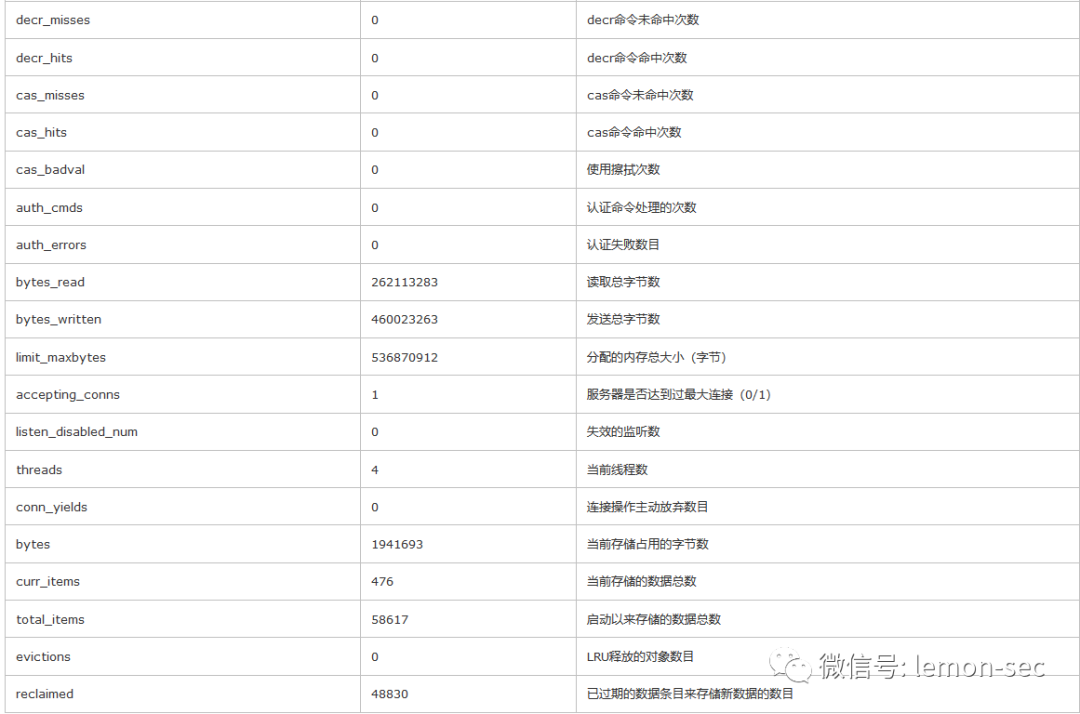 decr_misses 0 decr命令未命中次数
decr_hits 0 decr命令命中次数
cas_misses 0 cas命令未命中次数
cas_hits 0 cas命令命中次数
cas_badval 0 使用擦拭次数
auth_cmds 0 认证命令处理的次数
auth_errors 0 认证失败数目
bytes_read 262113283 读取总字节数
bytes_written 460023263 发送总字节数
limit_maxbytes 536870912 分配的内存总大小（字节）
accepting_conns 1 服务器是否达到过最大连接（0/1）
listen_disabled_num 0 失效的监听数
threads 4 当前线程数
conn_yields 0 连接操作主动放弃数目
bytes 1941693 当前存储占用的字节数
curr_items 476 当前存储的数据总数
total_items 58617 启动以来存储的数据总数
evictions 0 LRU释放的对象数目
微信号: lemon-sec
reclaimed 48830 已过期的数据条目来存储新数据的数目